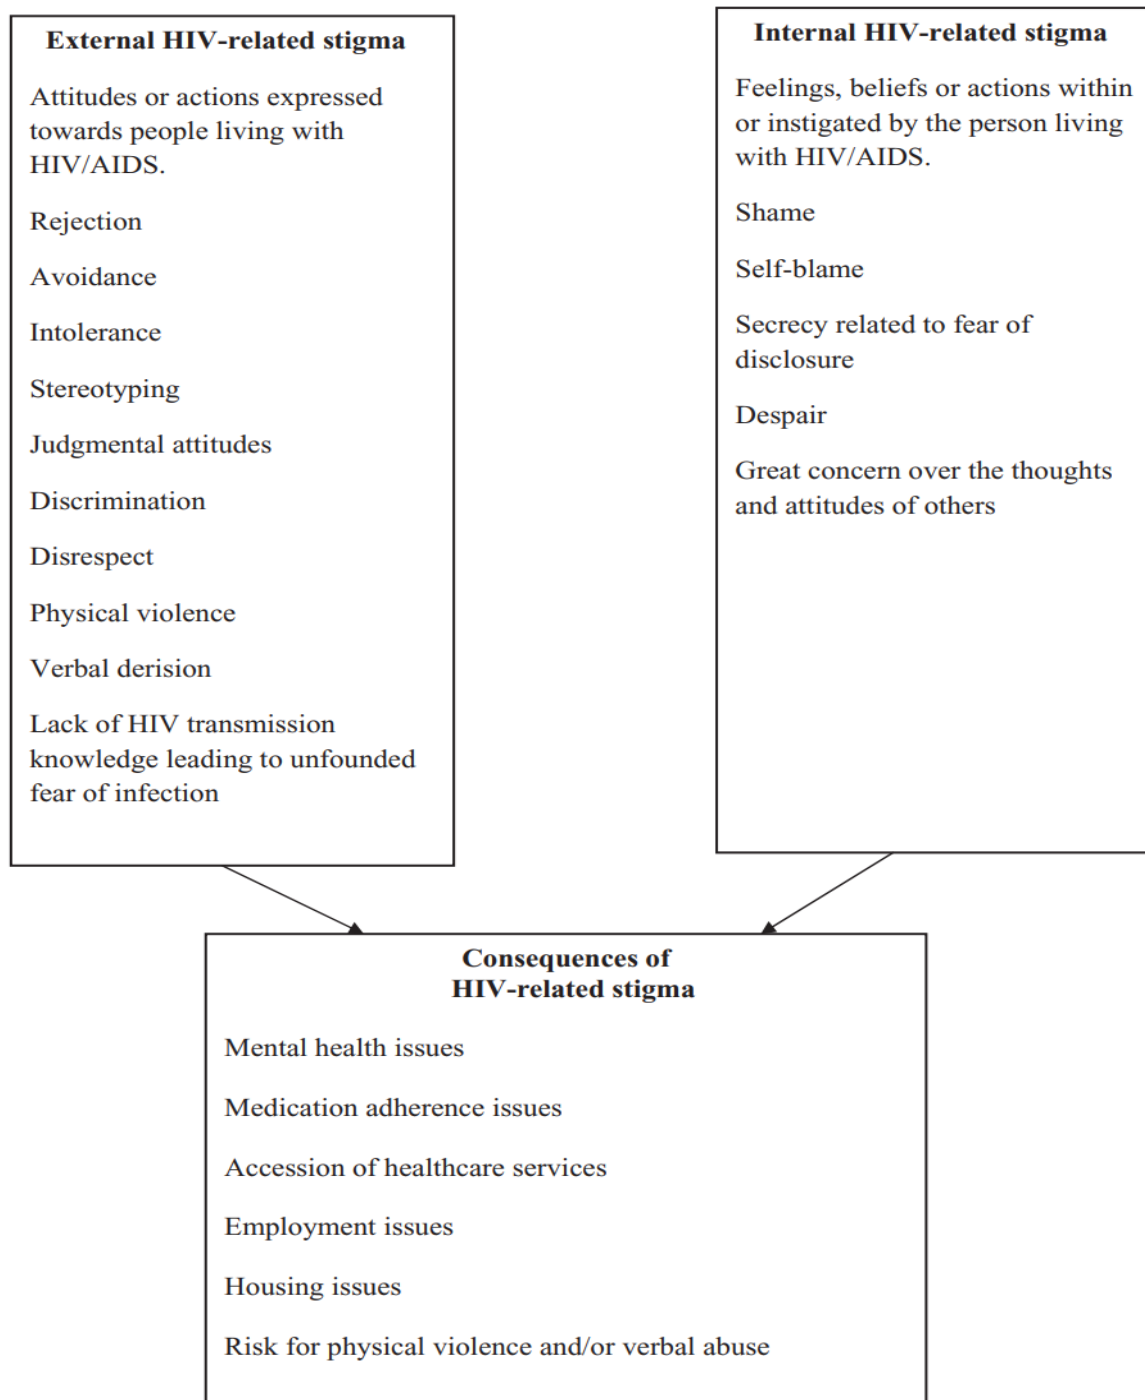 External HIV-related stigma
Attitudes or actions expressed
towards people living with
HIV/AIDS.
Rejection
Avoidance
Intolerance
Stereotyping
Judgmental attitudes
Discrimination
Disrespect
Physical violence
Verbal derision
Lack of HIV transmission
knowledge leading to unfounded
fear of infection
Internal HIV-related stigma
Feelings, beliefs or actions within
or instigated by the person living
with HIV/AIDS.
Shame
Self-blame
Secrecy related to fear of
disclosure
Despair
Great concern over the thoughts
and attitudes of others
Consequences of
HIV-related stigma
Mental health issues
Medication adherence issues
Accession of healthcare services
Employment issues
Housing issues
Risk for physical violence and/or verbal abuse